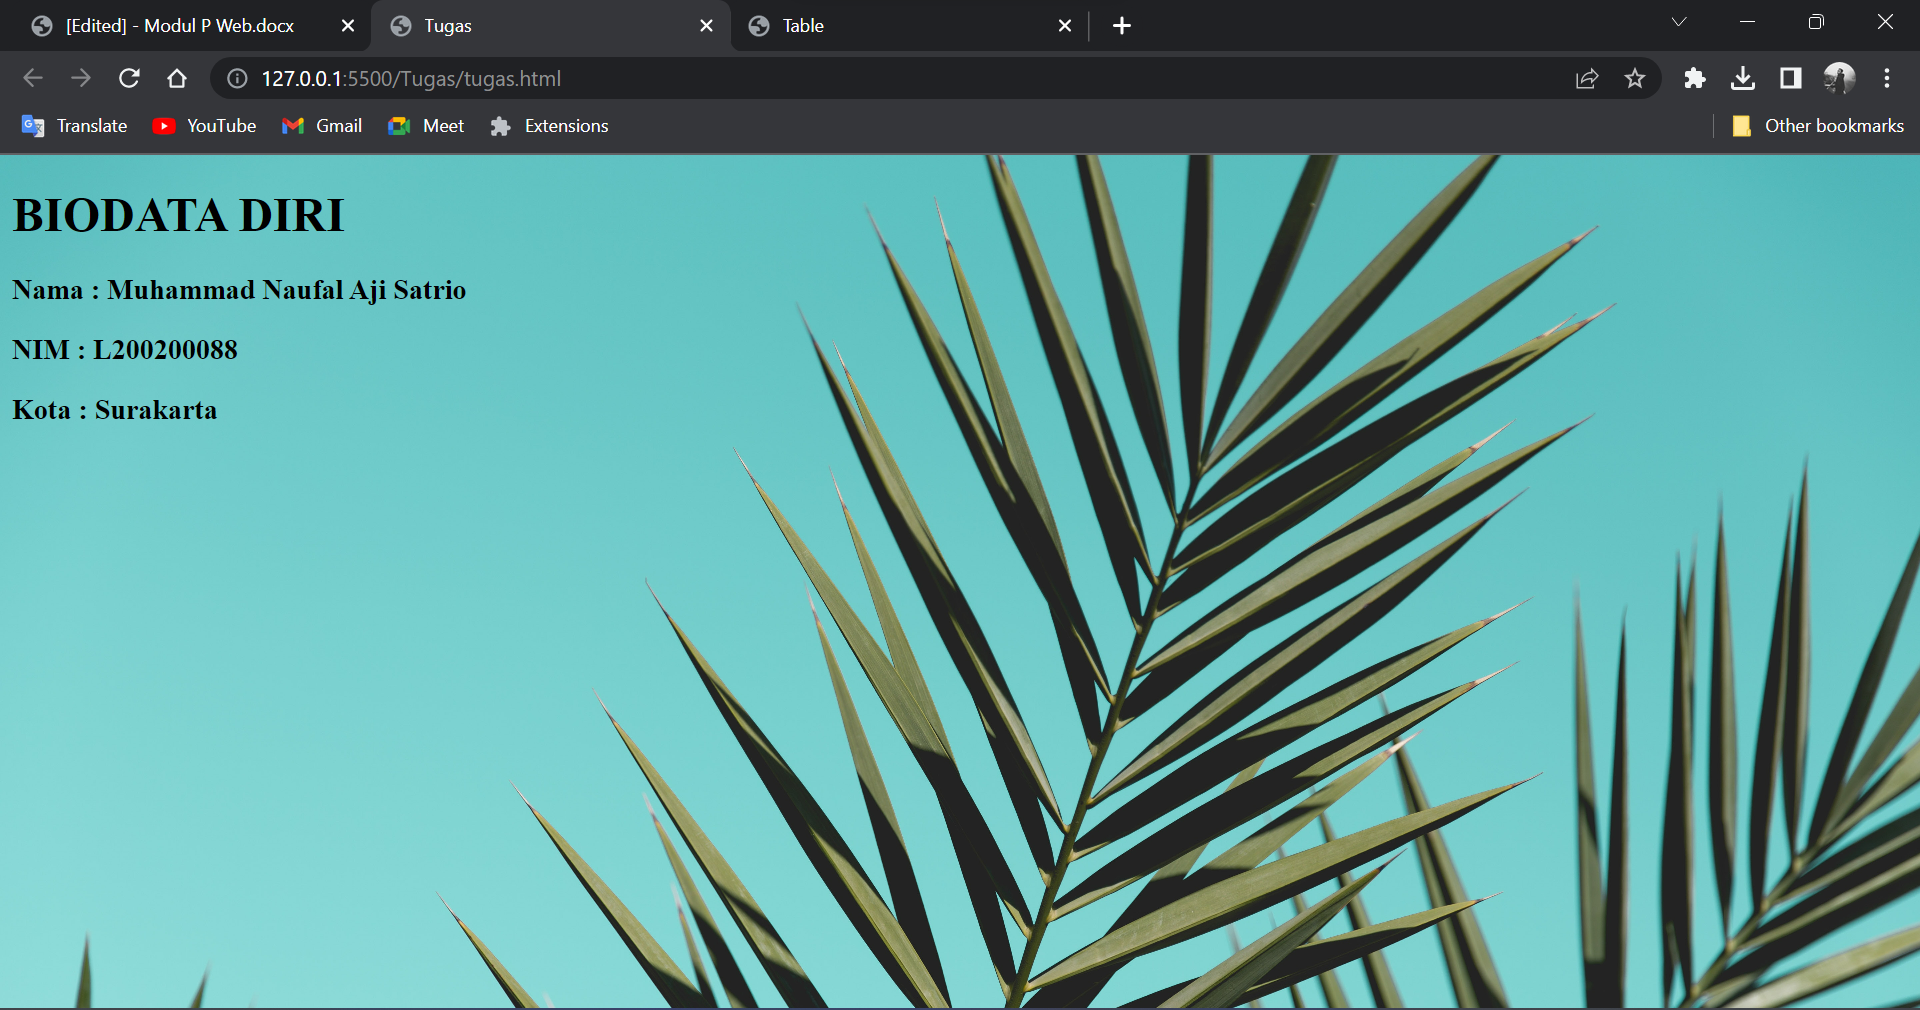 [Edited] - Modul P Web.docx
Tugas
Table
127.0.0.1:5500/Tugas/tugas.html
Translate
YouTube
Gmail
Meet
Extensions
Other bookmarks
BIODATA DIRI
Nama : Muhammad Naufal Aji Satrio
NIM : L200200088
Kota : Surakarta